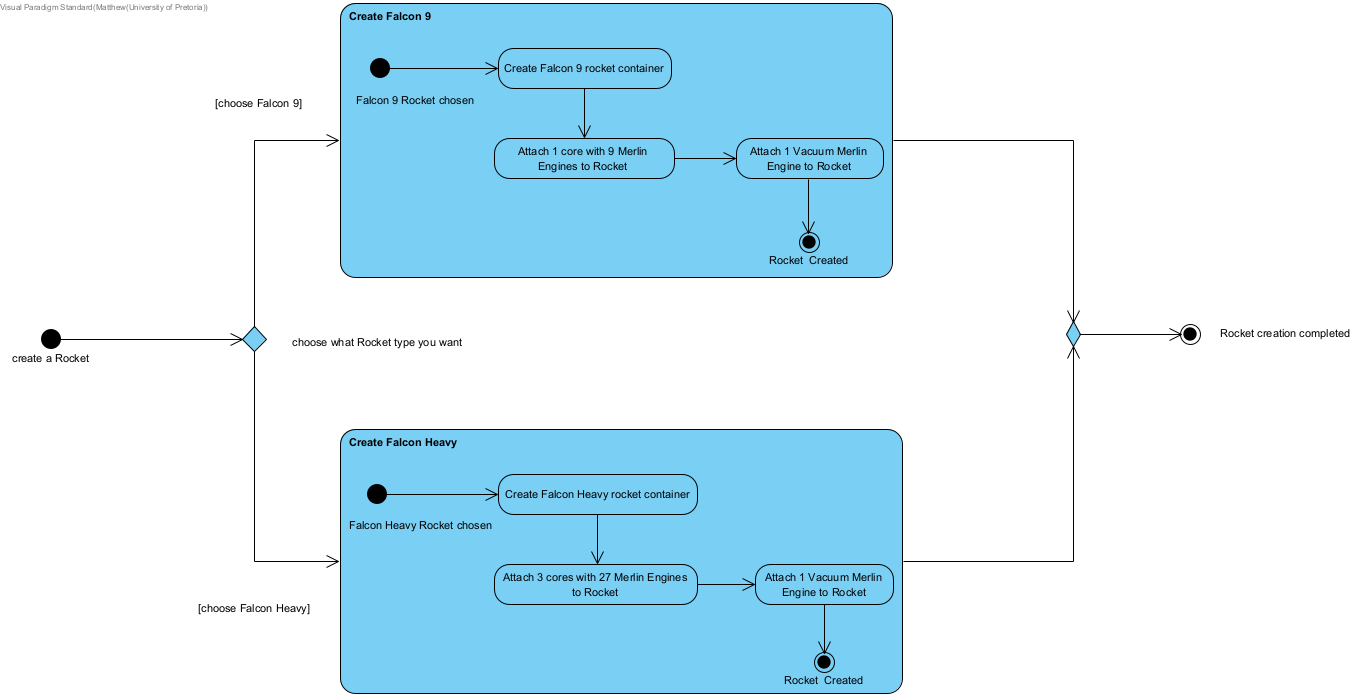 Visual Paradigm Standard(Matthew(University of Pretoria))
Create Falcon 9
Create Falcon 9 rocket container
Falcon 9 Rocket chosen
[choose Falcon 9]
Attach 1 core with 9 Merlin
Engines to Rocket
Attach 1 Vacuum Merlin
Engine to Rocket
Rocket Created
create a Rocket
choose what Rocket type you want
Rocket creation completed
Create Falcon Heavy
Create Falcon Heavy rocket container
Falcon Heavy Rocket chosen
Attach 3 cores with 27 Merlin Engines
to Rocket
Attach 1 Vacuum Merlin
Engine to Rocket
[choose Falcon Heavy]
Rocket Created